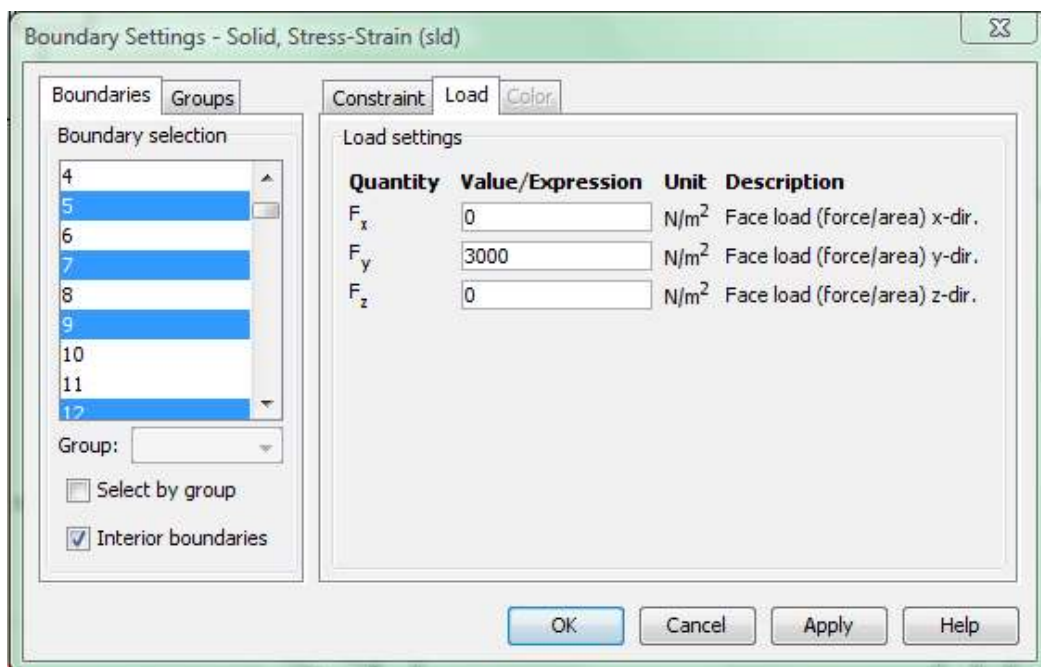 Boundary Settings - Solid, Stress-Strain (sld)
Boundaries Groups
Constraint Load Color
Boundary selection
4
5
6
7
8
9
10
11
12
Group:
Select by group
Interior boundaries
Load settings
Quantity Value/Expression Unit Description
Fx 0 N/m2 Face load (force/area) x-dir.
Fy 3000 N/m2 Face load (force/area) y-dir.
Fz 0 N/m2 Face load (force/area) z-dir.
OK Cancel Apply Help